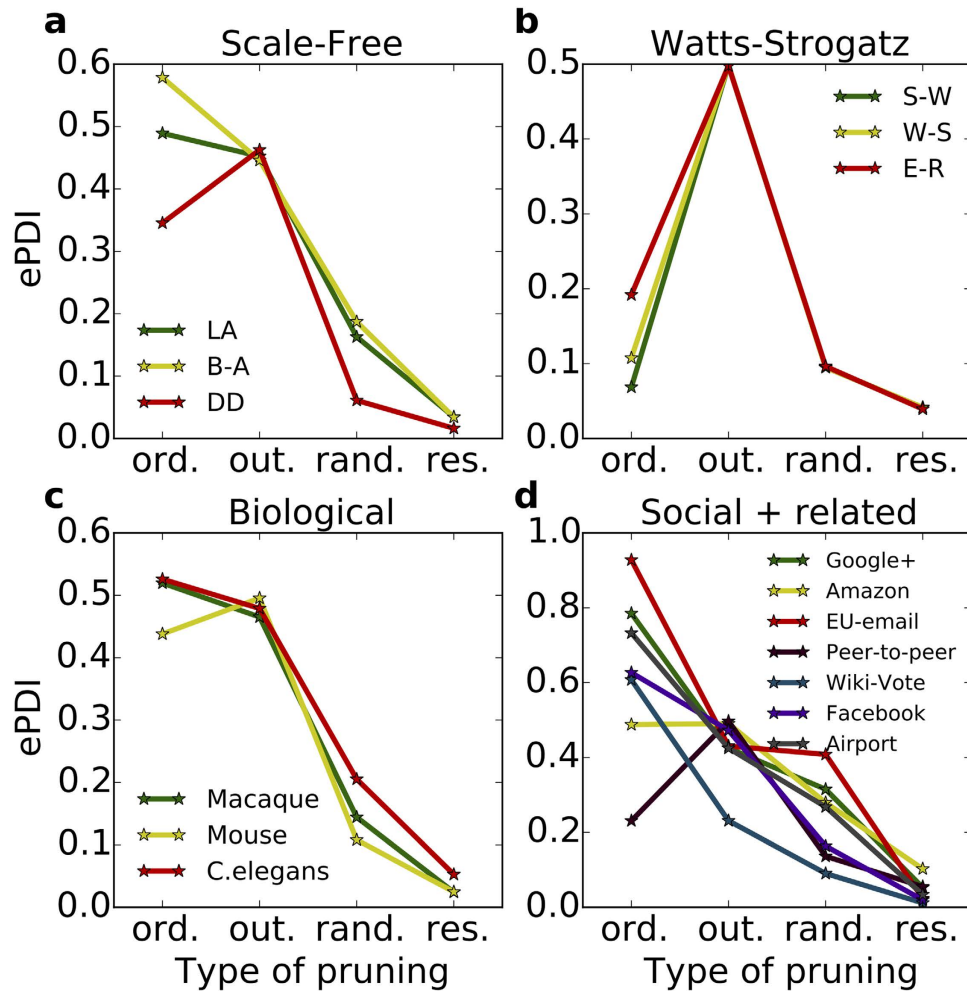 a
Scale-Free
0.6
0.5
0.4
0.3
0.2
0.1
0.0
ePDI
LA
B-A
DD
ord. out. rand. res.
b
Watts-Strogatz
0.5
0.4
0.3
0.2
0.1
0.0
S-W
W-S
E-R
ord. out. rand. res.
c
Biological
0.6
0.5
0.4
0.3
0.2
0.1
0.0
ePDI
Macaque
Mouse
C.elegans
ord. out. rand. res.
Type of pruning
d
Social + related
1.0
0.8
0.6
0.4
0.2
0.0
Google+
Amazon
EU-email
Peer-to-peer
Wiki-Vote
Facebook
Airport
ord. out. rand. res.
Type of pruning